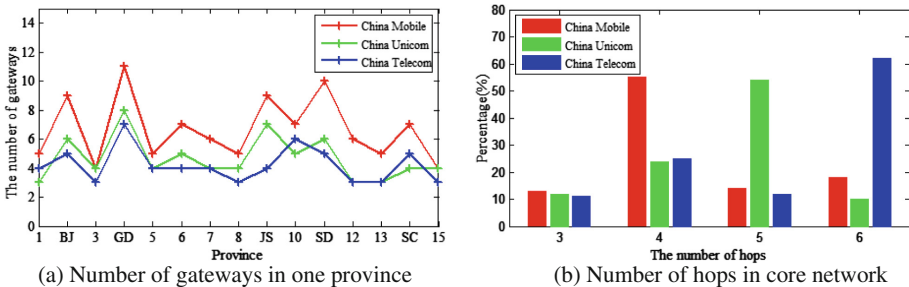 14
12
10
8
6
4
2
0
The number of gateways
China Mobile
China Unicom
China Telecom
1 BJ 3 GD 5 6 7 8 JS 10 SD 12 13 SC 15
Province
(a) Number of gateways in one province
80
70
60
50
40
30
20
10
0
Percentage(%)
China Mobile
China Unicom
China Telecom
3 4 5 6
The number of hops
(b) Number of hops in core network